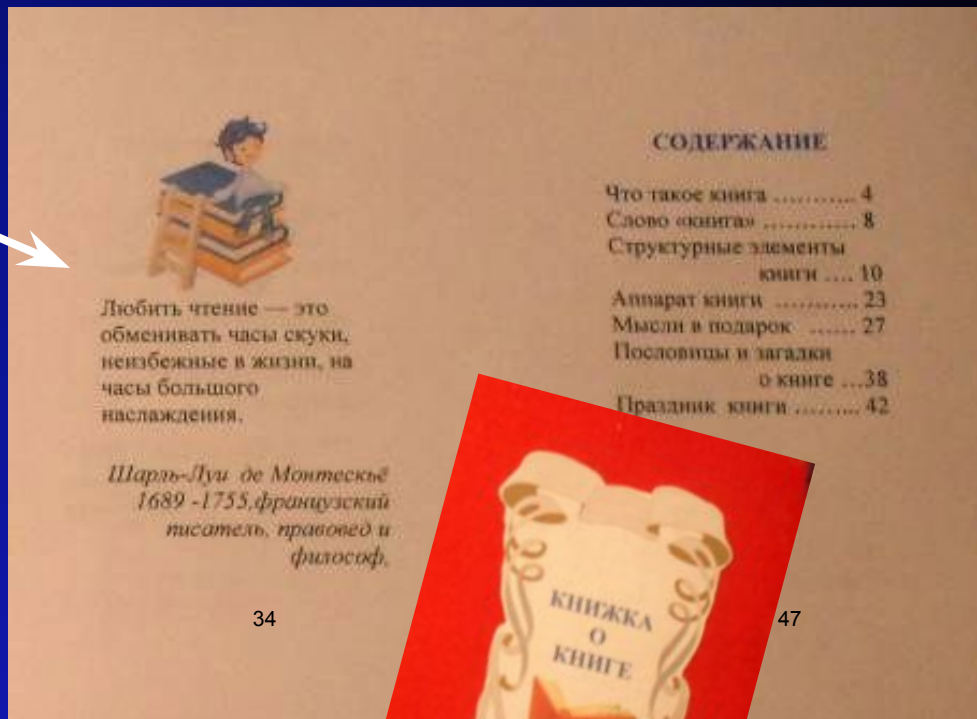 Любить чтение — это
обменивать часы скуки,
неизбежные в жизни, на
часы большого
наслаждения.
Шарль-Луи де Монтескьё
1689 -1755,французский
писатель, правовед и
философ.
34
СОДЕРЖАНИЕ
Что такое книга ........... 4
Слово «книга» ............ 8
Структурные элементы
книги .... 10
Аппарат книги ........... 23
Мысли в подарок ...... 27
Пословицы и загадки
о книге ...38
Праздник книги ......... 42
47
КНИЖКА
О
КНИГЕ